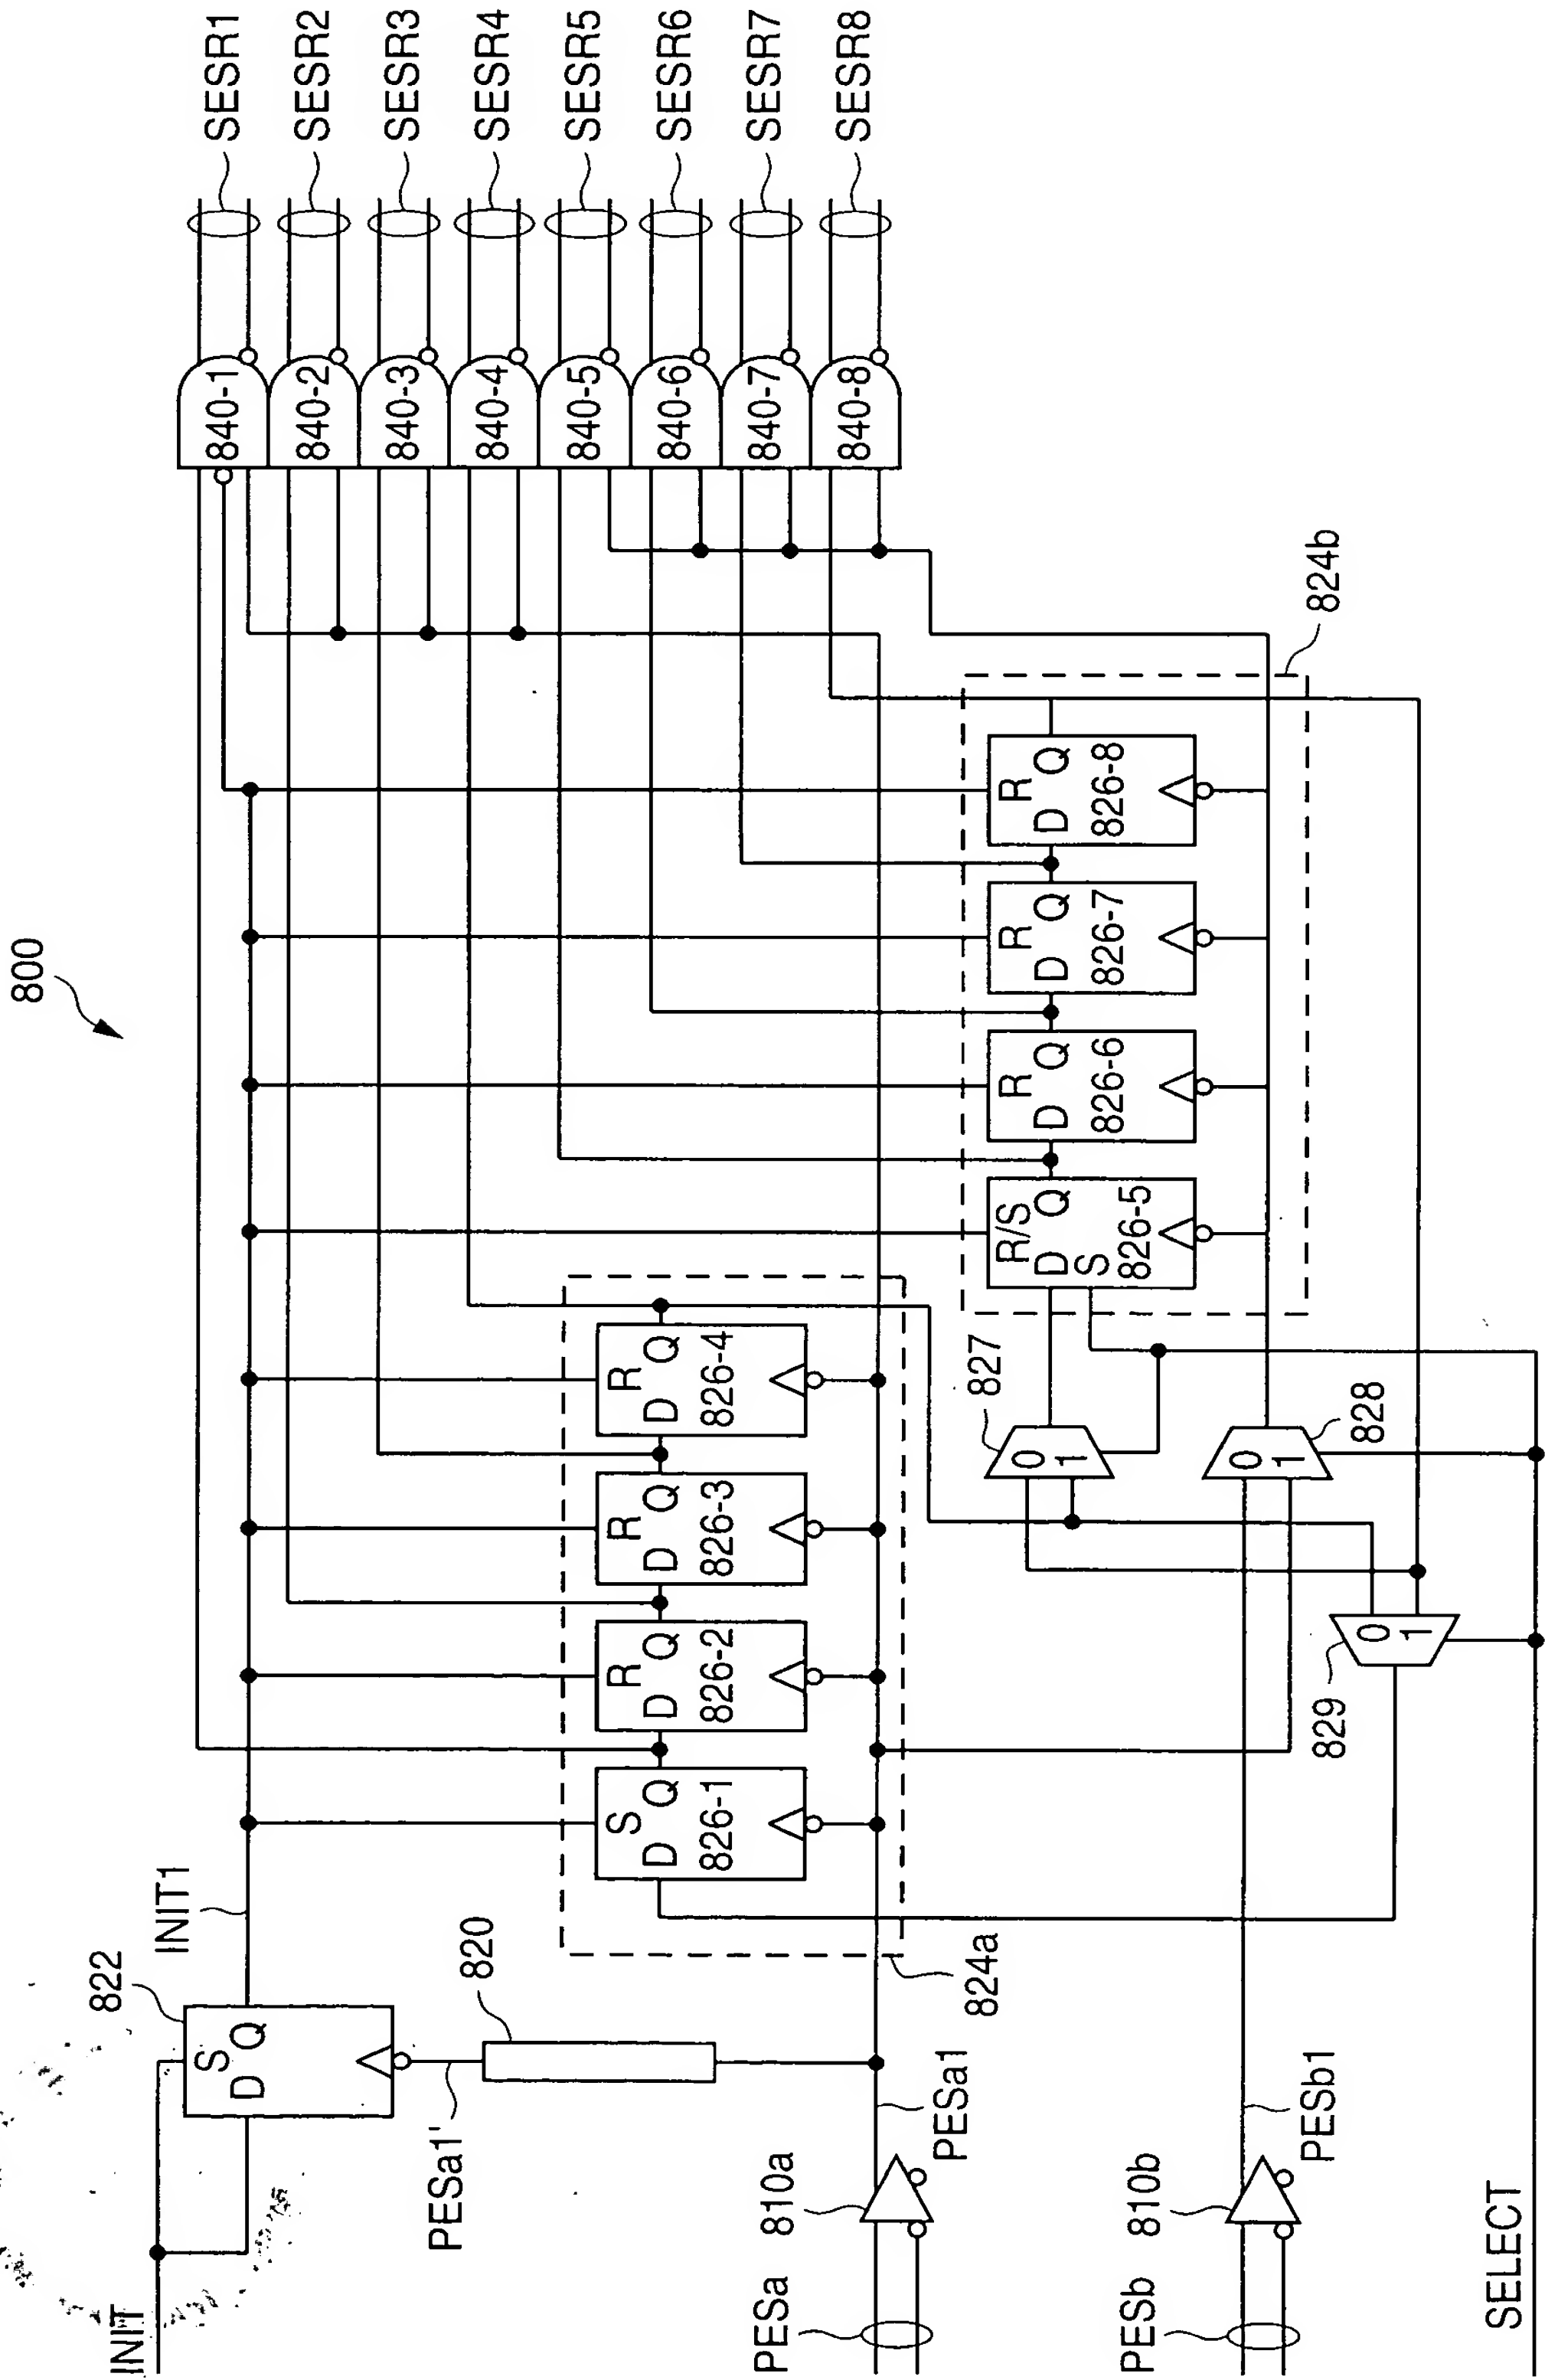 800
SESR1
SESR2
SESR3
SESR4
SESR5
SESR6
SESR7
SESR8
840-1
840-2
840-3
840-4
840-5
840-6
840-7
840-8
INIT
822
S
D Q
INIT1
PESa1'
820
824a
S
D Q
826-1
R
D Q
826-2
R
D Q
826-3
R
D Q
826-4
824b
R/S
D Q
S
826-5
R
D Q
826-6
R
D Q
826-7
R
D Q
826-8
827
0
1
828
0
1
829
0
1
PESa
810a
PESa1
PESb
810b
PESb1
SELECT